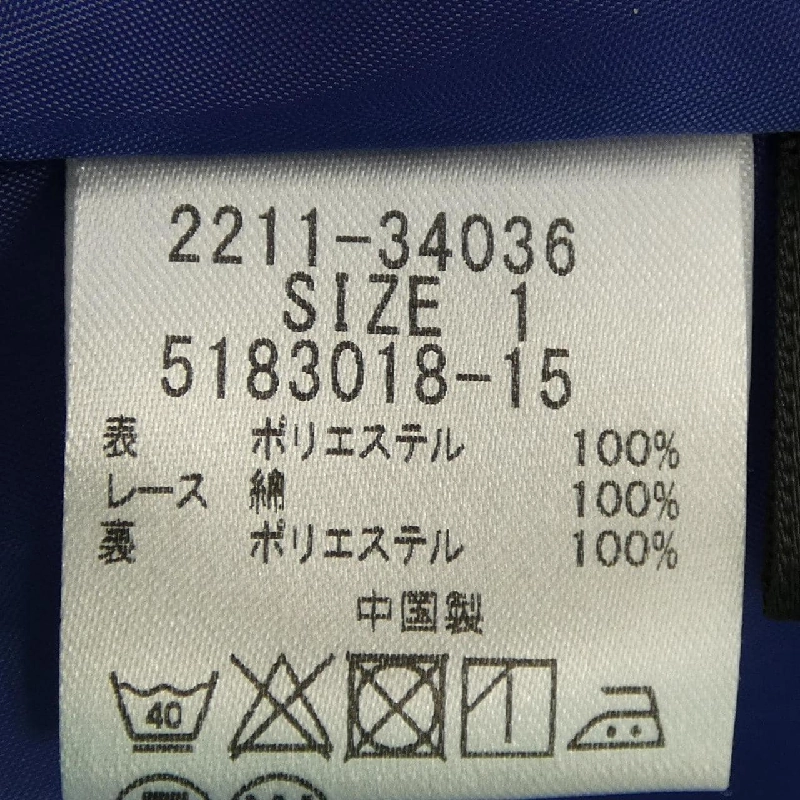 2211-34036
SIZE 1
5183018-15
表 ポリエステル 100%
レース 綿 100%
裏 ポリエステル 100%
中国製
40